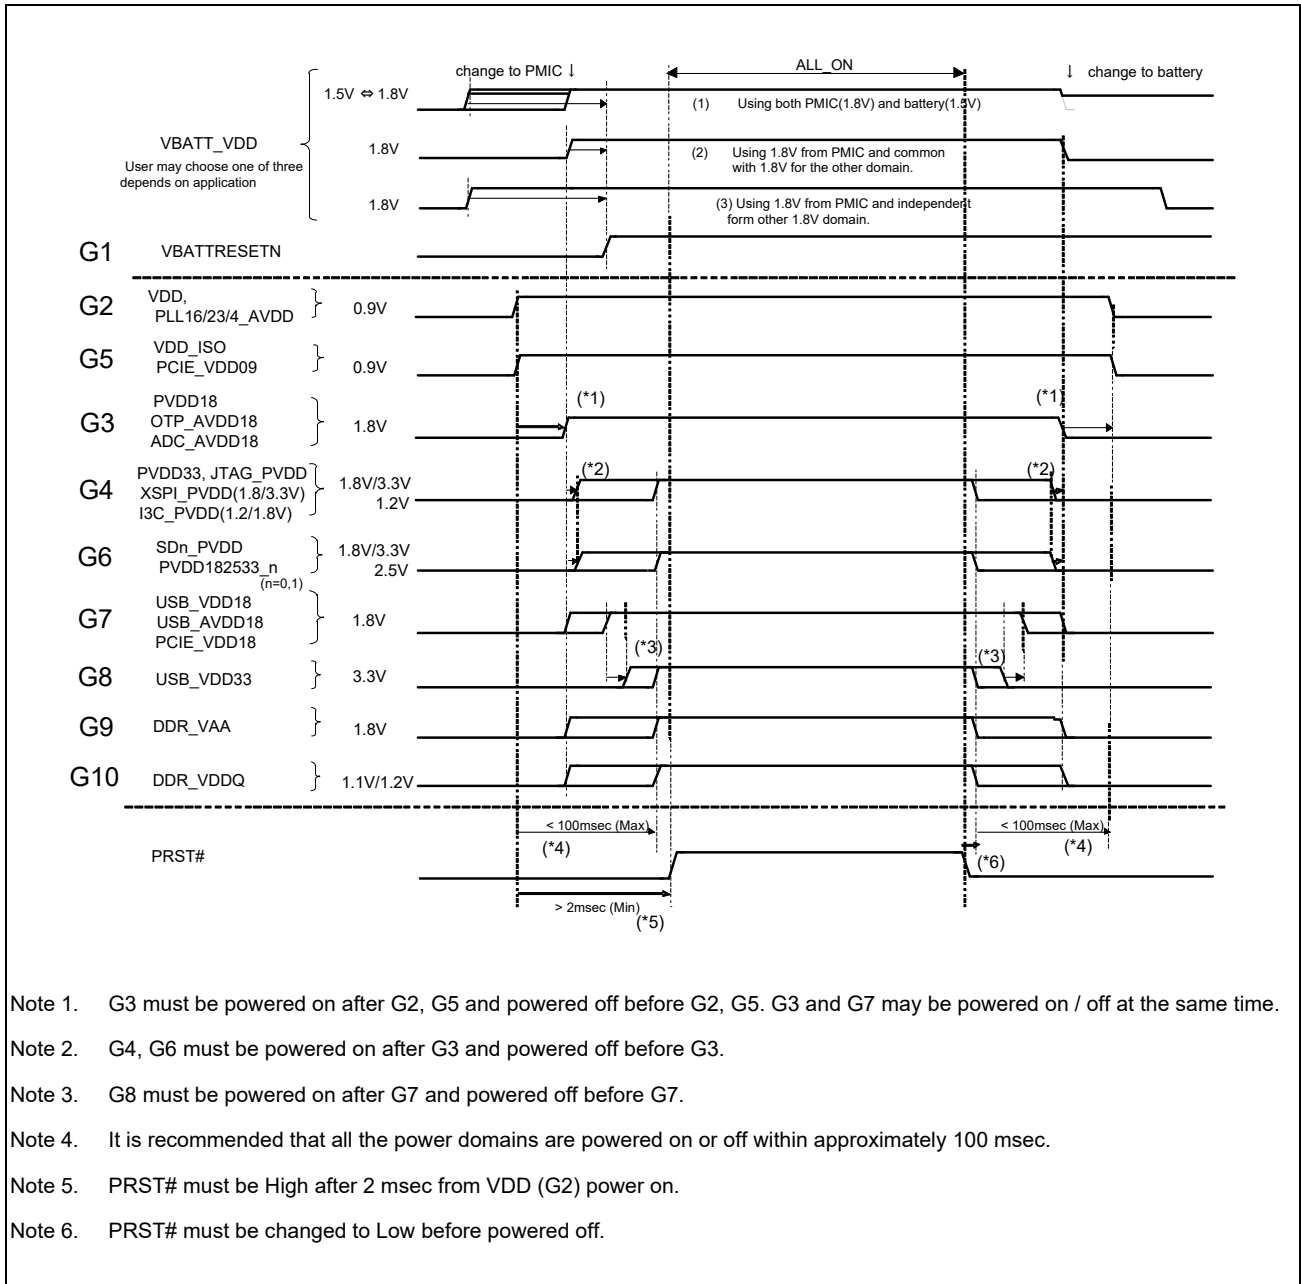 change to PMIC ↓
ALL_ON
↓ change to battery
1.5V ⇔ 1.8V
(1) Using both PMIC(1.8V) and battery(1.5V)
VBATT_VDD
User may choose one of three
depends on application
1.8V
(2) Using 1.8V from PMIC and common
with 1.8V for the other domain.
1.8V
(3) Using 1.8V from PMIC and independent
form other 1.8V domain.
G1 VBATTRESETN
G2 VDD,
PLL16/23/4_AVDD
0.9V
G5 VDD_ISO
PCIE_VDD09
0.9V
G3 PVDD18
OTP_AVDD18
ADC_AVDD18
1.8V
(*1)
(*1)
G4 PVDD33, JTAG_PVDD
XSPI_PVDD(1.8/3.3V)
I3C_PVDD(1.2/1.8V)
1.8V/3.3V
1.2V
(*2)
(*2)
G6 SDn_PVDD
PVDD182533_n
(n=0,1)
1.8V/3.3V
2.5V
G7 USB_VDD18
USB_AVDD18
PCIE_VDD18
1.8V
(*3)
(*3)
G8 USB_VDD33 3.3V
G9 DDR_VAA 1.8V
G10 DDR_VDDQ 1.1V/1.2V
< 100msec (Max)
(*4)
< 100msec (Max)
(*4)
PRST#
(*6)
> 2msec (Min)
(*5)
Note 1. G3 must be powered on after G2, G5 and powered off before G2, G5. G3 and G7 may be powered on / off at the same time.
Note 2. G4, G6 must be powered on after G3 and powered off before G3.
Note 3. G8 must be powered on after G7 and powered off before G7.
Note 4. It is recommended that all the power domains are powered on or off within approximately 100 msec.
Note 5. PRST# must be High after 2 msec from VDD (G2) power on.
Note 6. PRST# must be changed to Low before powered off.